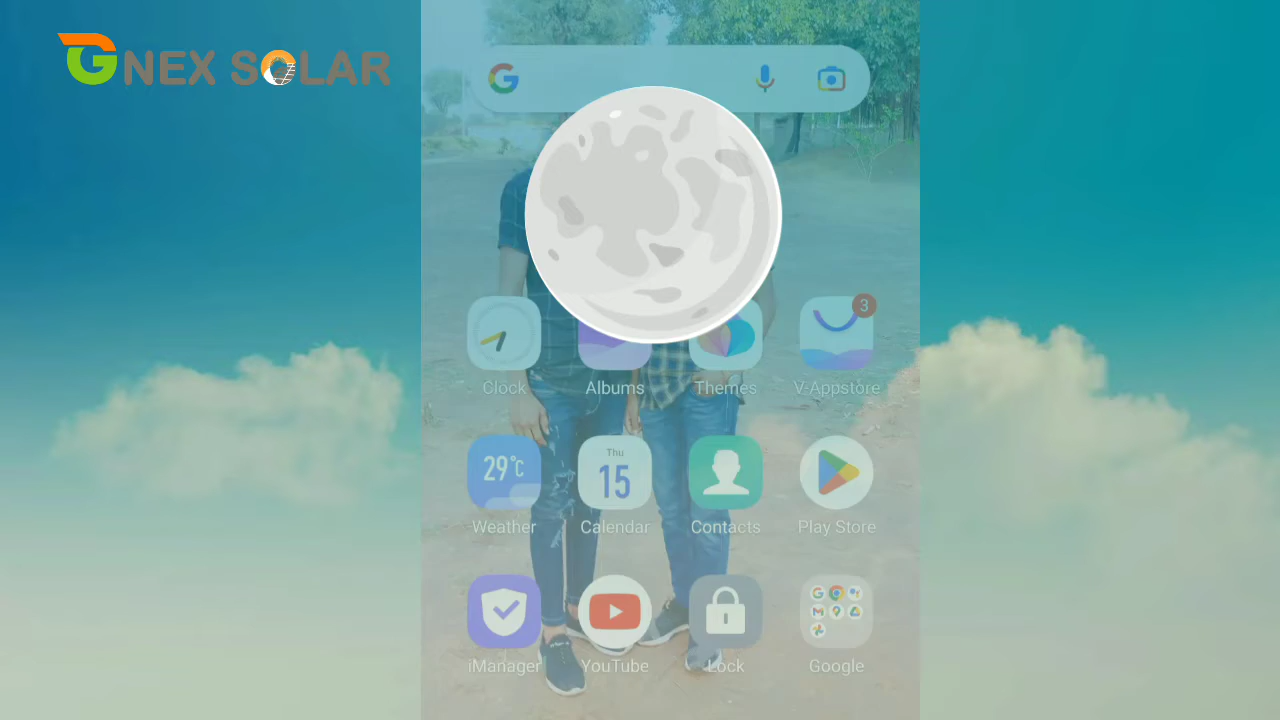 GNEX SOLAR
3
Clock Albums Themes V-Appstore
29°C
Thu
15
Weather Calendar Contacts Play Store
iManager YouTube Lock Google